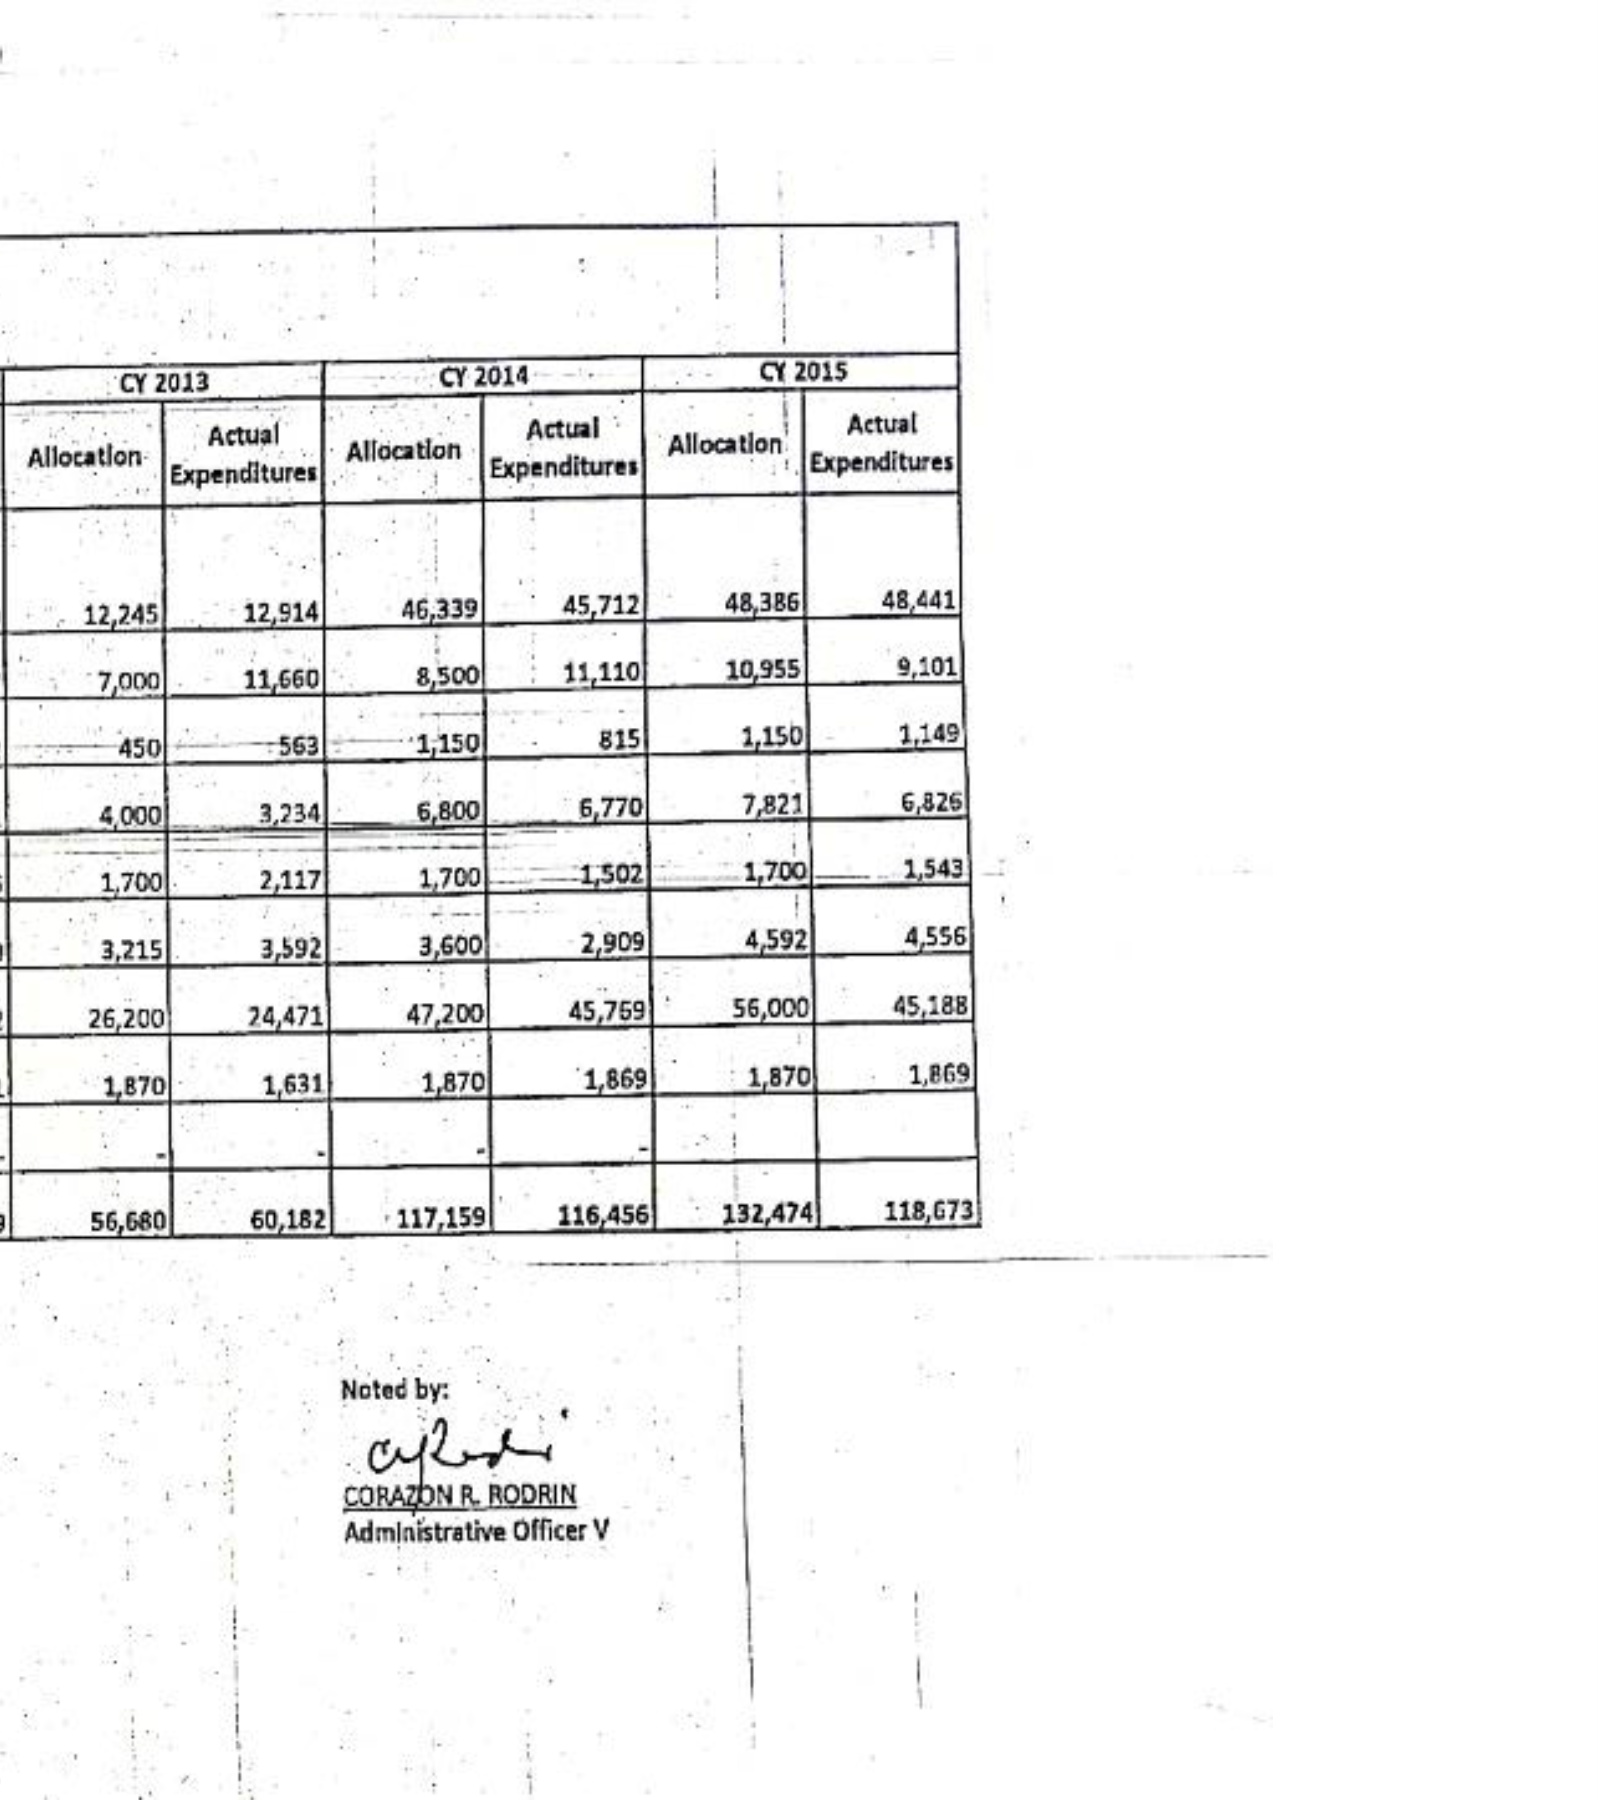 CY 2013 CY 2014 CY 2015
Allocation Actual Expenditures Allocation Actual Expenditures Allocation Actual Expenditures
12,245 12,914 46,339 45,712 48,386 48,441
7,000 11,660 8,500 11,110 10,955 9,101
450 563 1,150 815 1,150 1,149
4,000 3,234 6,800 6,770 7,821 6,826
1,700 2,117 1,700 1,502 1,700 1,543
3,215 3,592 3,600 2,909 4,592 4,556
26,200 24,471 47,200 45,769 56,000 45,188
1,870 1,631 1,870 1,869 1,870 1,869
- - - -
56,680 60,182 117,159 116,456 132,474 118,673
Noted by:
CORAZON R. RODRIN
Administrative Officer V